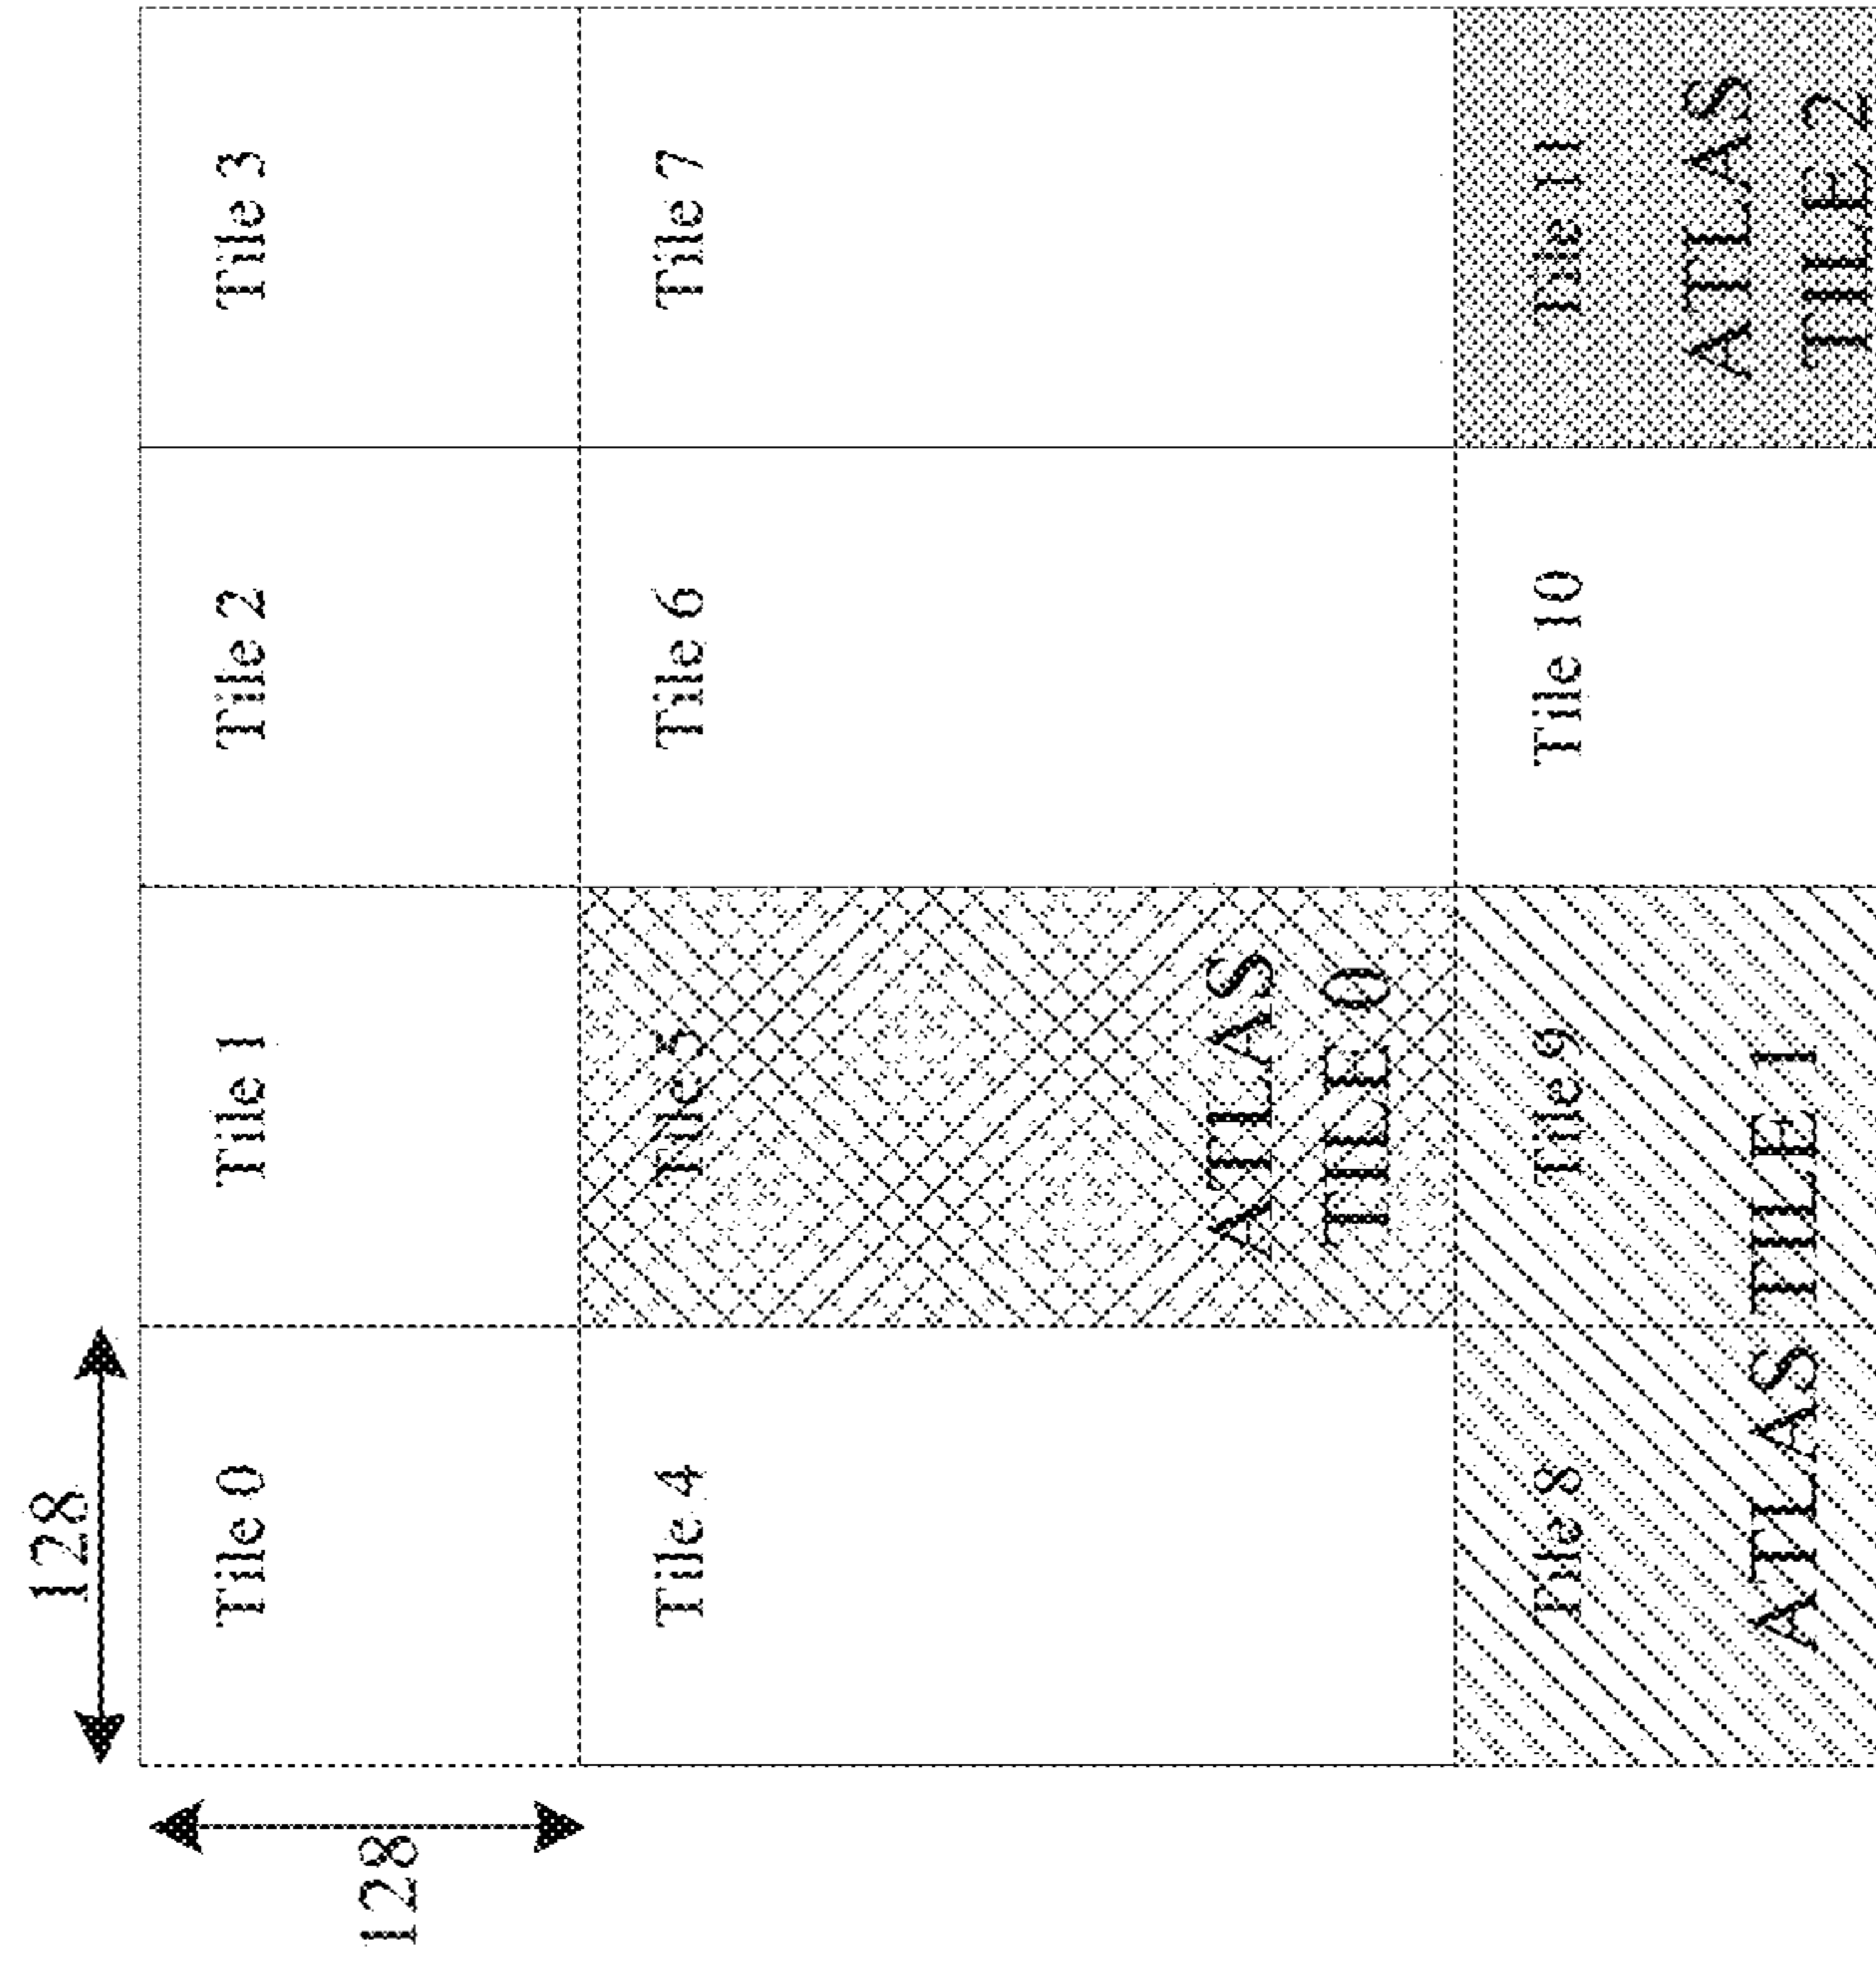 128
128
Tile 0
Tile 1
Tile 2
Tile 3
Tile 4
Tile 5
ATLAS
TILE 0
Tile 6
Tile 7
Tile 8
Tile 9
ATLAS TILE 1
Tile 10
Tile 11
ATLAS
TILE 2